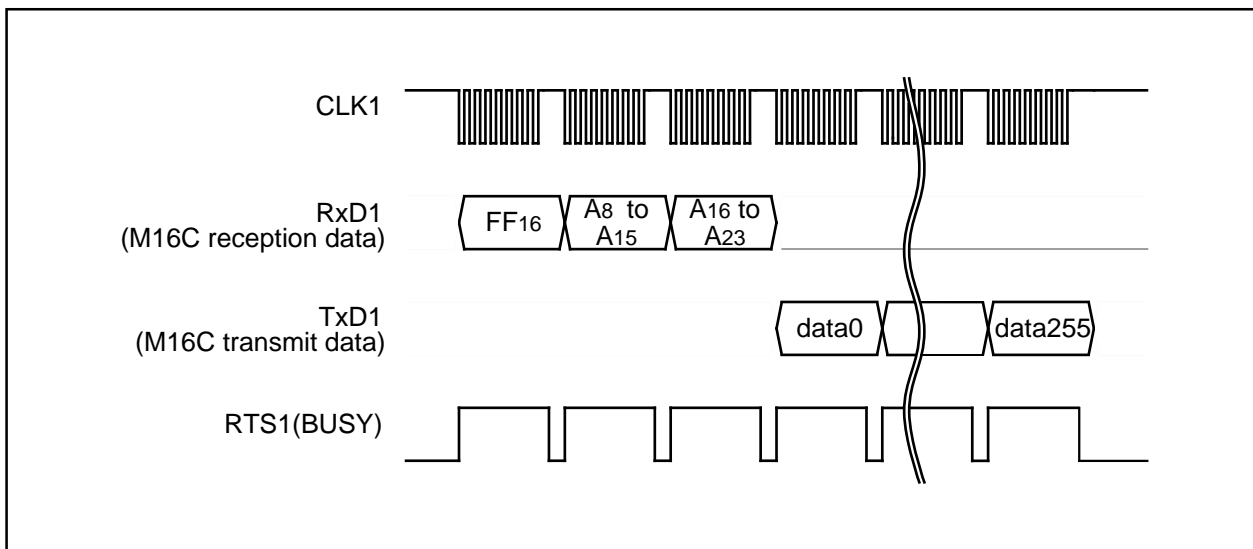 CLK1
RxD1
(M16C reception data)
FF16
A8 to
A15
A16 to
A23
TxD1
(M16C transmit data)
data0
data255
RTS1(BUSY)